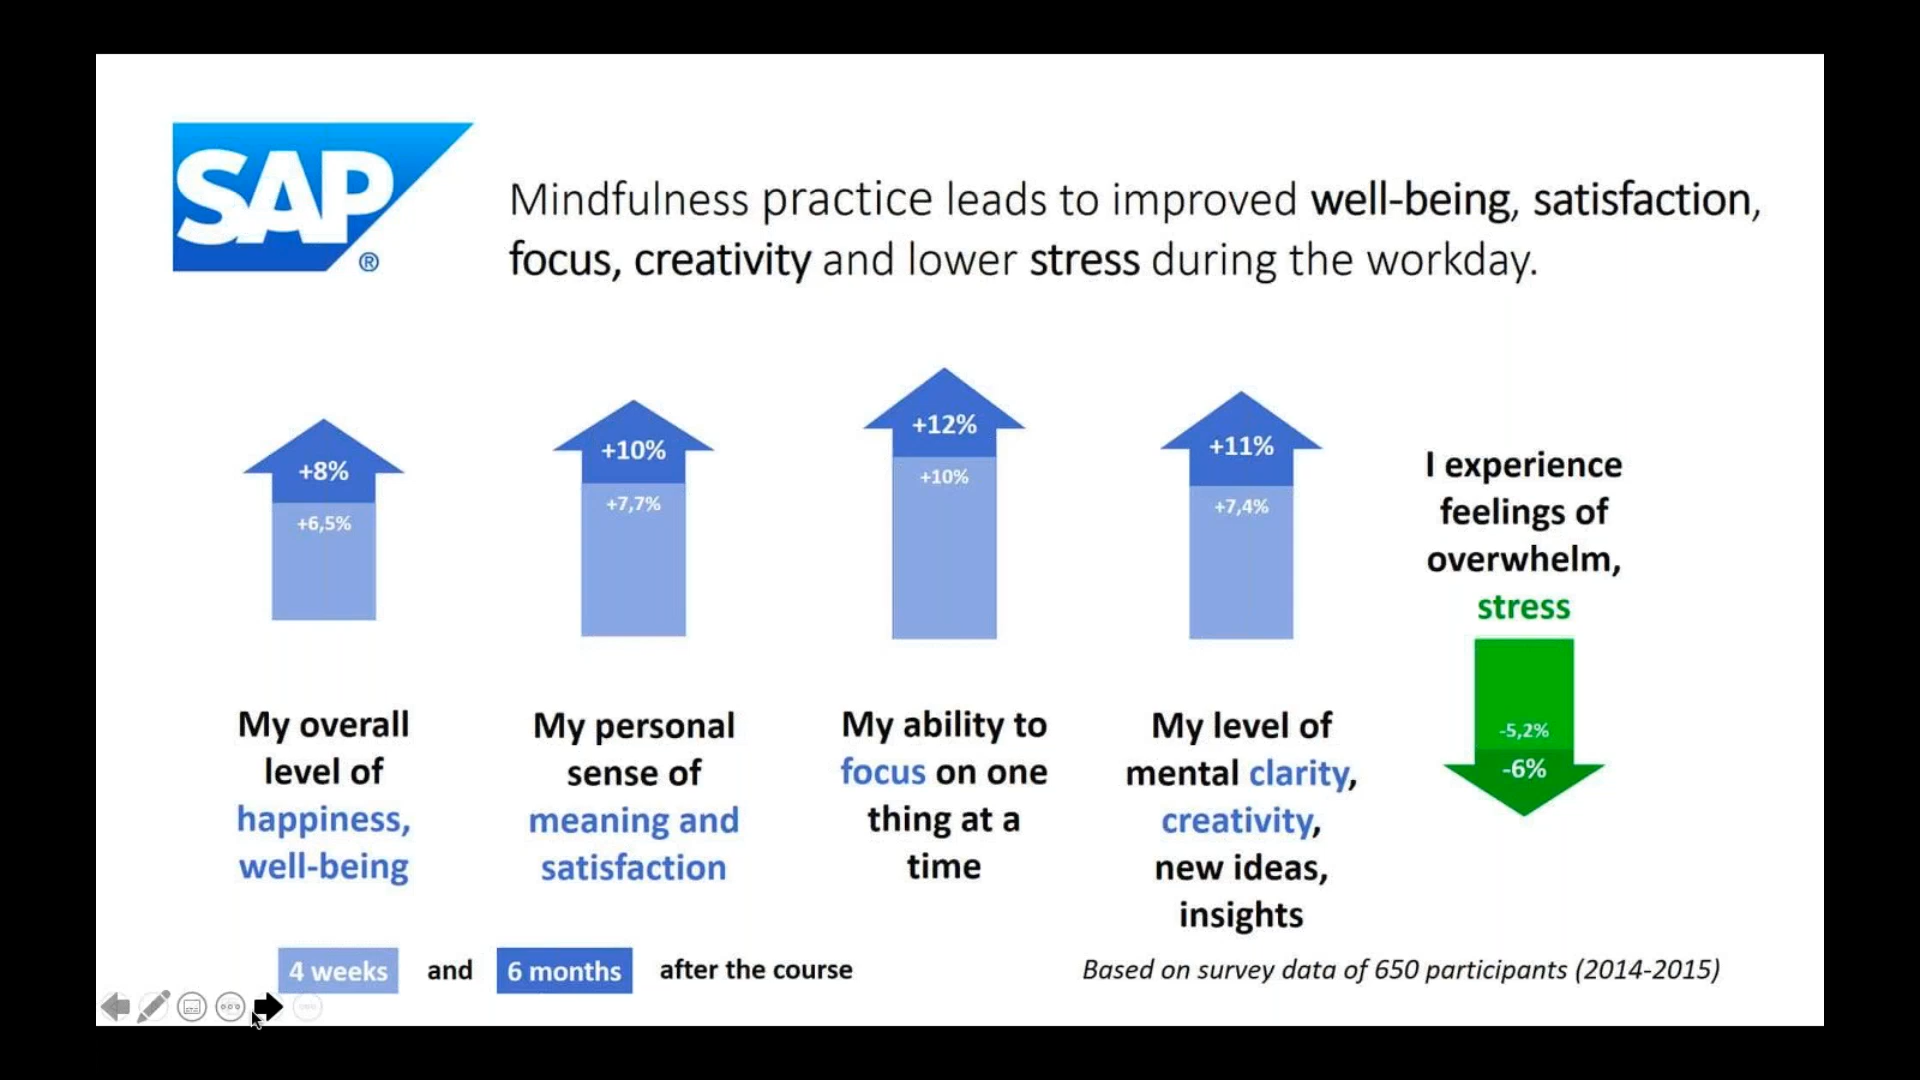 SAP
®
Mindfulness practice leads to improved well-being, satisfaction,
focus, creativity and lower stress during the workday.
+8%
+6,5%
My overall
level of
happiness,
well-being
+10%
+7,7%
My personal
sense of
meaning and
satisfaction
+12%
+10%
My ability to
focus on one
thing at a
time
+11%
+7,4%
My level of
mental clarity,
creativity,
new ideas,
insights
I experience
feelings of
overwhelm,
stress
-5,2%
-6%
4 weeks and 6 months after the course
Based on survey data of 650 participants (2014-2015)